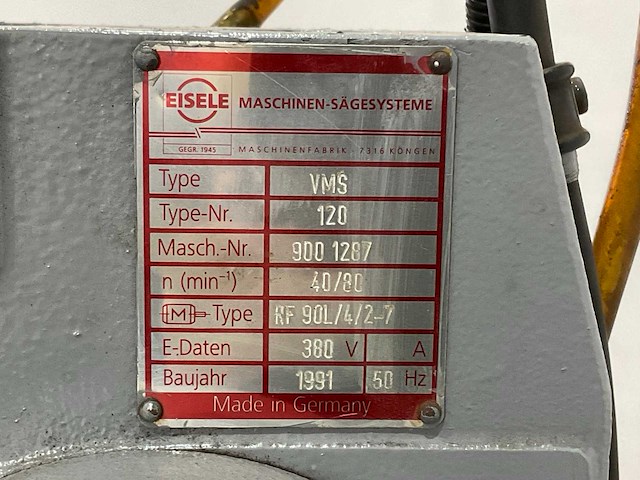 EISELE MASCHINEN-SÄGESYSTEME
GEGR. 1945 MASCHINENFABRIK · 7316 KÖNGEN
Type VMS
Type-Nr. 120
Masch.-Nr. 900 1287
n (min⁻¹) 40/80
M Type RF 90L/4/2-7
E-Daten 380 V A
Baujahr 1991 50 Hz
Made in Germany